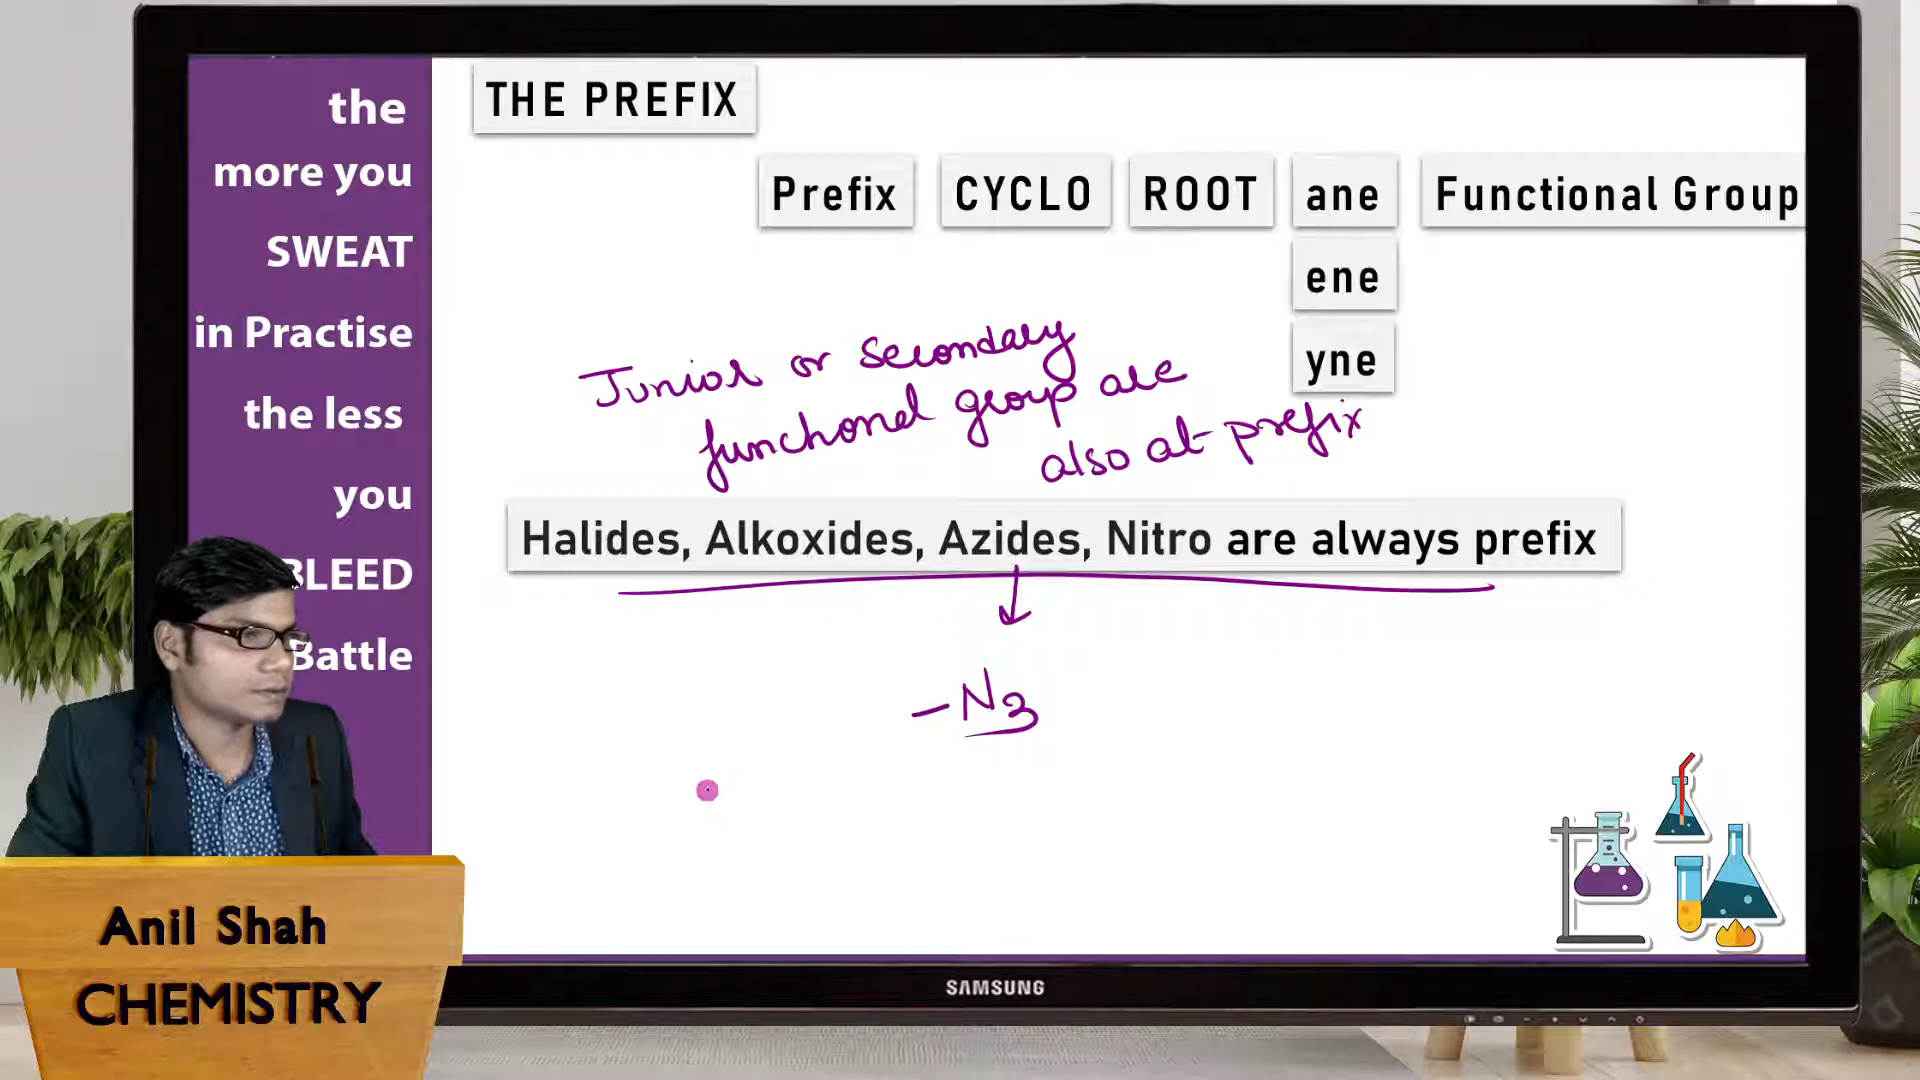 the
more you
SWEAT
in Practise
the less
you
BLEED
Battle
THE PREFIX
Prefix CYCLO ROOT ane Functional Group
ene
yne
Junior or secondary
functional group are
also at prefix
Halides, Alkoxides, Azides, Nitro are always prefix
-N3
SAMSUNG
Anil Shah
CHEMISTRY